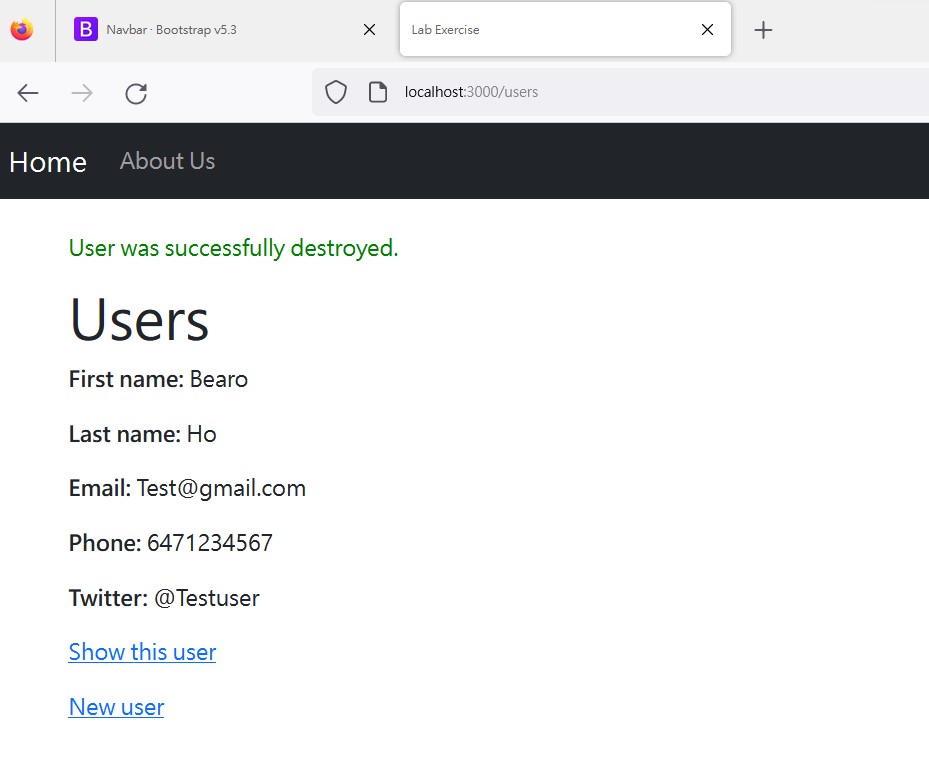 B Navbar · Bootstrap v5.3
Lab Exercise
localhost:3000/users
Home About Us
User was successfully destroyed.
Users
First name: Bearo
Last name: Ho
Email: Test@gmail.com
Phone: 6471234567
Twitter: @Testuser
Show this user
New user